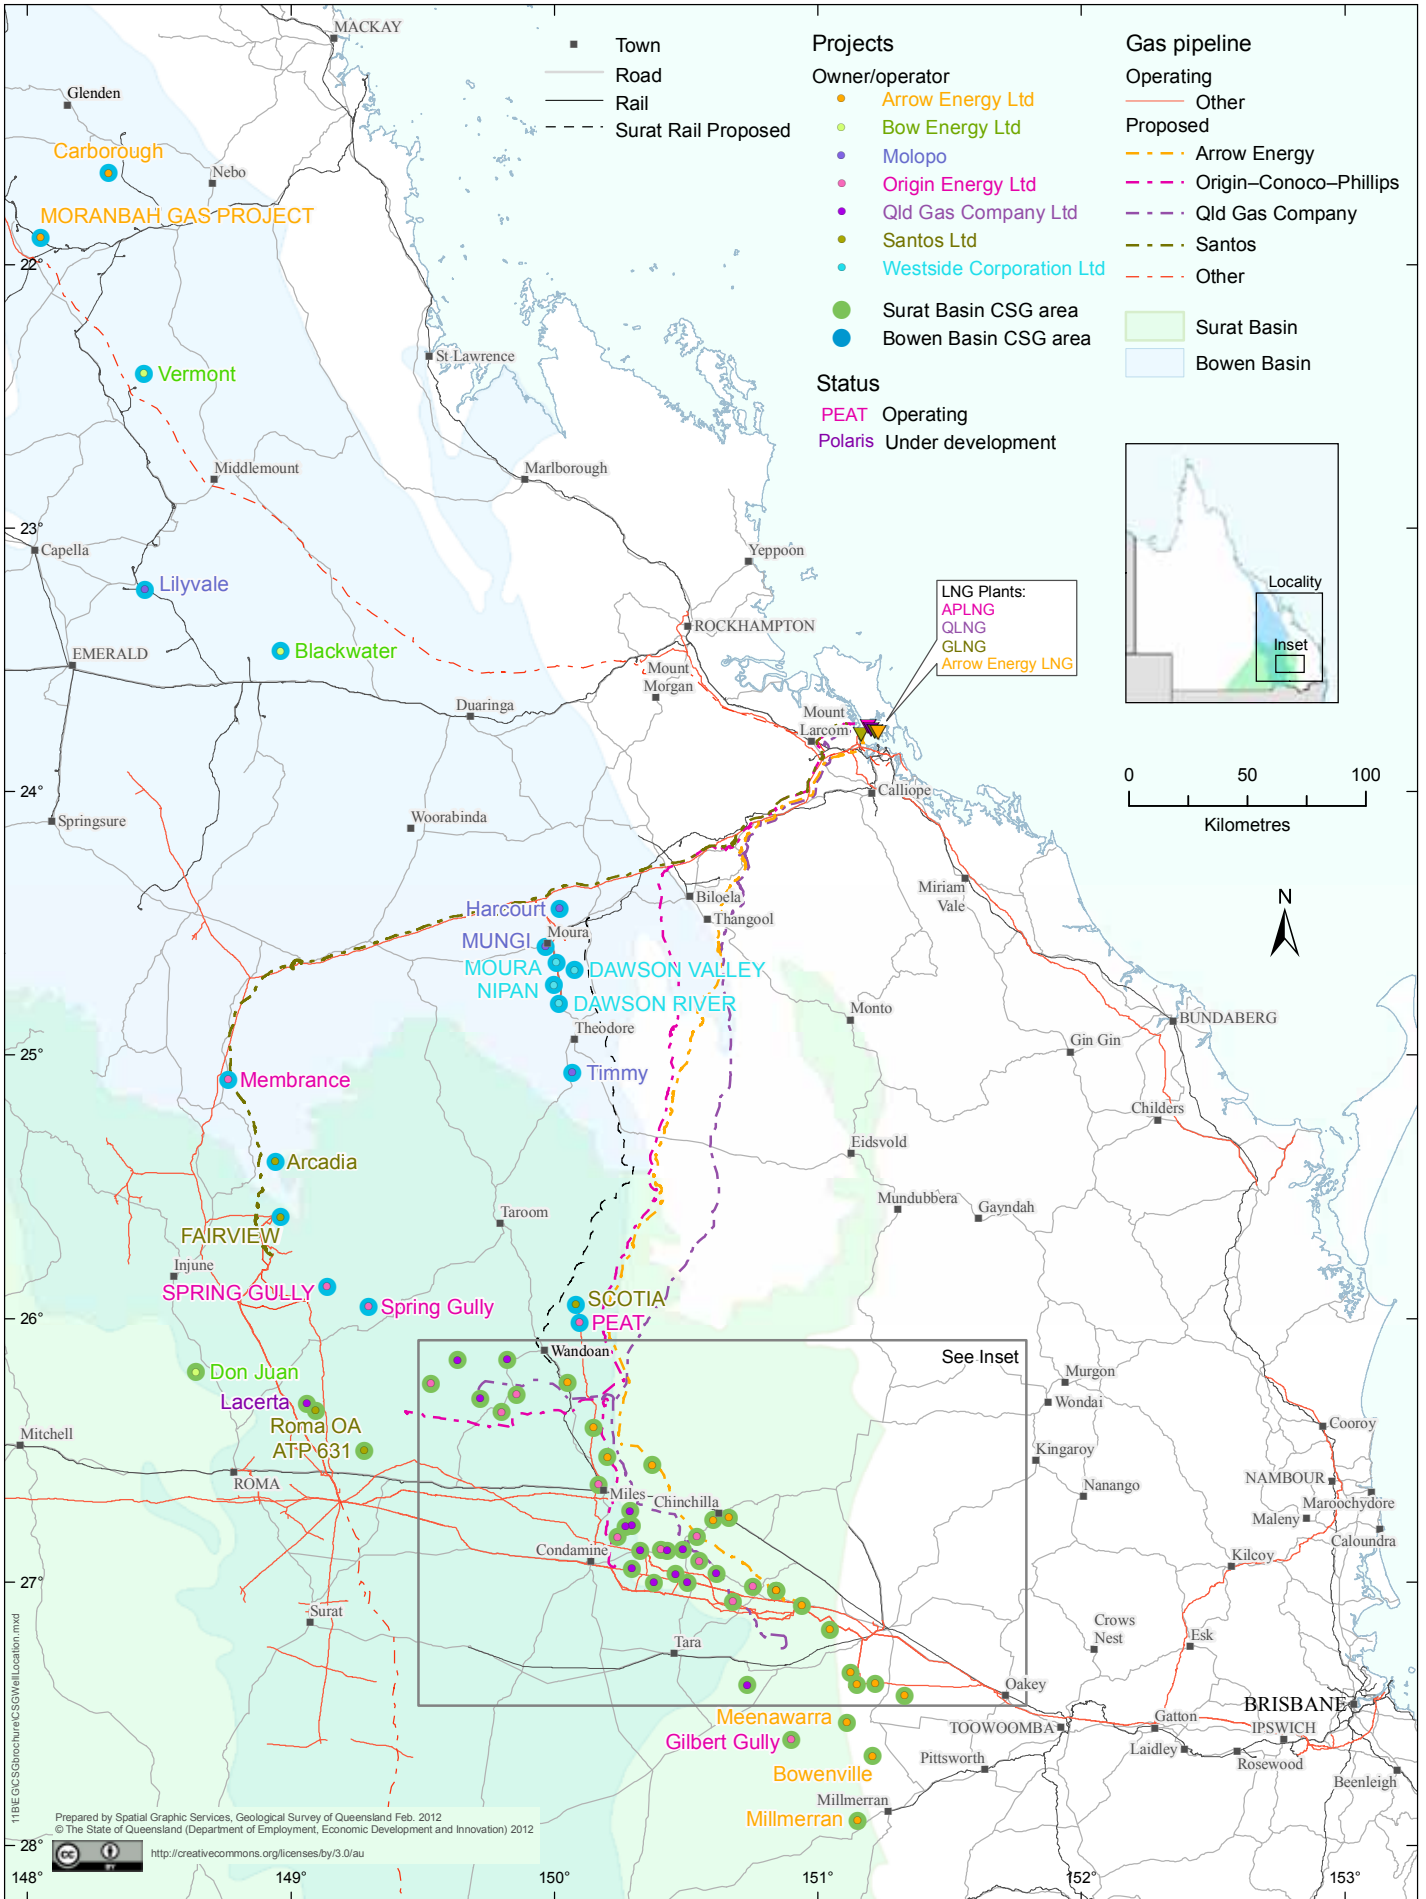 MACKAY
Glenden
Carborough
Nebo
MORANBAH GAS PROJECT
22°
Town
Road
Rail
Surat Rail Proposed
Projects
Owner/operator
Arrow Energy Ltd
Bow Energy Ltd
Molopo
Origin Energy Ltd
Qld Gas Company Ltd
Santos Ltd
Westside Corporation Ltd
Surat Basin CSG area
Bowen Basin CSG area
Status
PEAT Operating
Polaris Under development
Gas pipeline
Operating
Other
Proposed
Arrow Energy
Origin–Conoco–Phillips
Qld Gas Company
Santos
Other
Surat Basin
Bowen Basin
Locality
Inset
0 50 100
Kilometres
N
St Lawrence
Vermont
Middlemount
Marlborough
23°
Capella
Yeppoon
Lilyvale
LNG Plants:
APLNG
QLNG
GLNG
Arrow Energy LNG
ROCKHAMPTON
EMERALD
Blackwater
Mount
Morgan
Duaringa
Mount
Larcom
24°
Calliope
Springsure
Woorabinda
Miriam
Vale
Biloela
Harcourt
Thangool
Moura
MUNGI
MOURA
DAWSON VALLEY
NIPAN
DAWSON RIVER
Monto
BUNDABERG
Theodore
Gin Gin
25°
Membrance
Timmy
Childers
Eidsvold
Arcadia
Mundubbera
Gayndah
Taroom
FAIRVIEW
Injune
SPRING GULLY
Spring Gully
SCOTIA
26°
PEAT
Wandoan
See Inset
Don Juan
Murgon
Lacerta
Wondai
Roma OA
Cooroy
Mitchell
ATP 631
Kingaroy
ROMA
NAMBOUR
Nanango
Miles
Chinchilla
Maroochydore
Maleny
Caloundra
Condamine
Kilcoy
27°
Surat
Crows
Nest
Tara
Esk
Oakey
BRISBANE
Meenawarra
Gatton
TOOWOOMBA
IPSWICH
Gilbert Gully
Laidley
Pittsworth
Rosewood
Bowenville
Beenleigh
Millmerran
Millmerran
28°
11B\EG\CSGbrochure\CSGWellLocation.mxd
Prepared by Spatial Graphic Services, Geological Survey of Queensland Feb. 2012
© The State of Queensland (Department of Employment, Economic Development and Innovation) 2012
cc BY
http://creativecommons.org/licenses/by/3.0/au
148° 149° 150° 151° 152° 153°